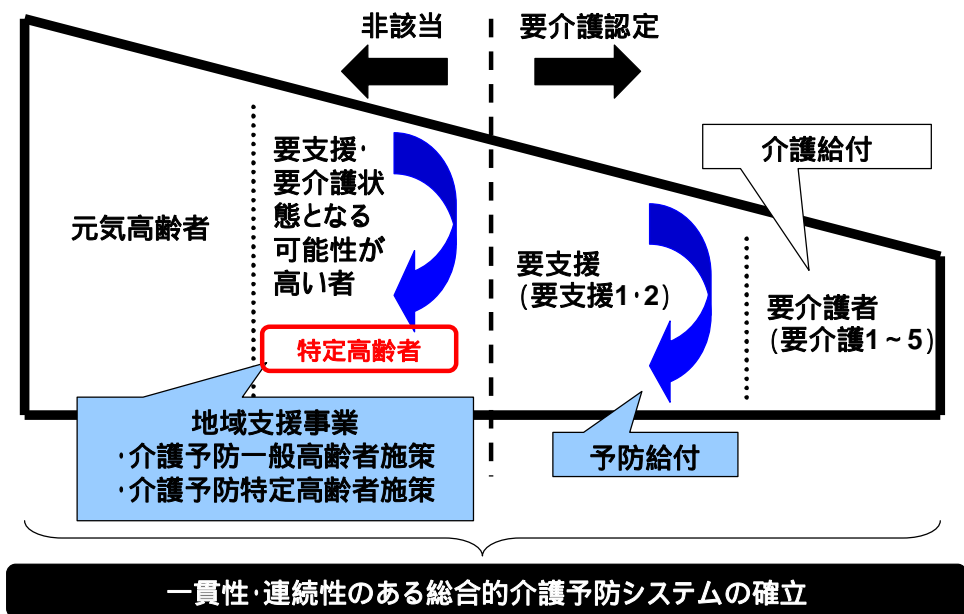 非該当
要介護認定
元気高齢者
要支援・
要介護状
態となる
可能性が
高い者
特定高齢者
地域支援事業
・介護予防一般高齢者施策
・介護予防特定高齢者施策
要支援
(要支援1・2)
予防給付
介護給付
要介護者
(要介護1~5)
一貫性・連続性のある総合的介護予防システムの確立